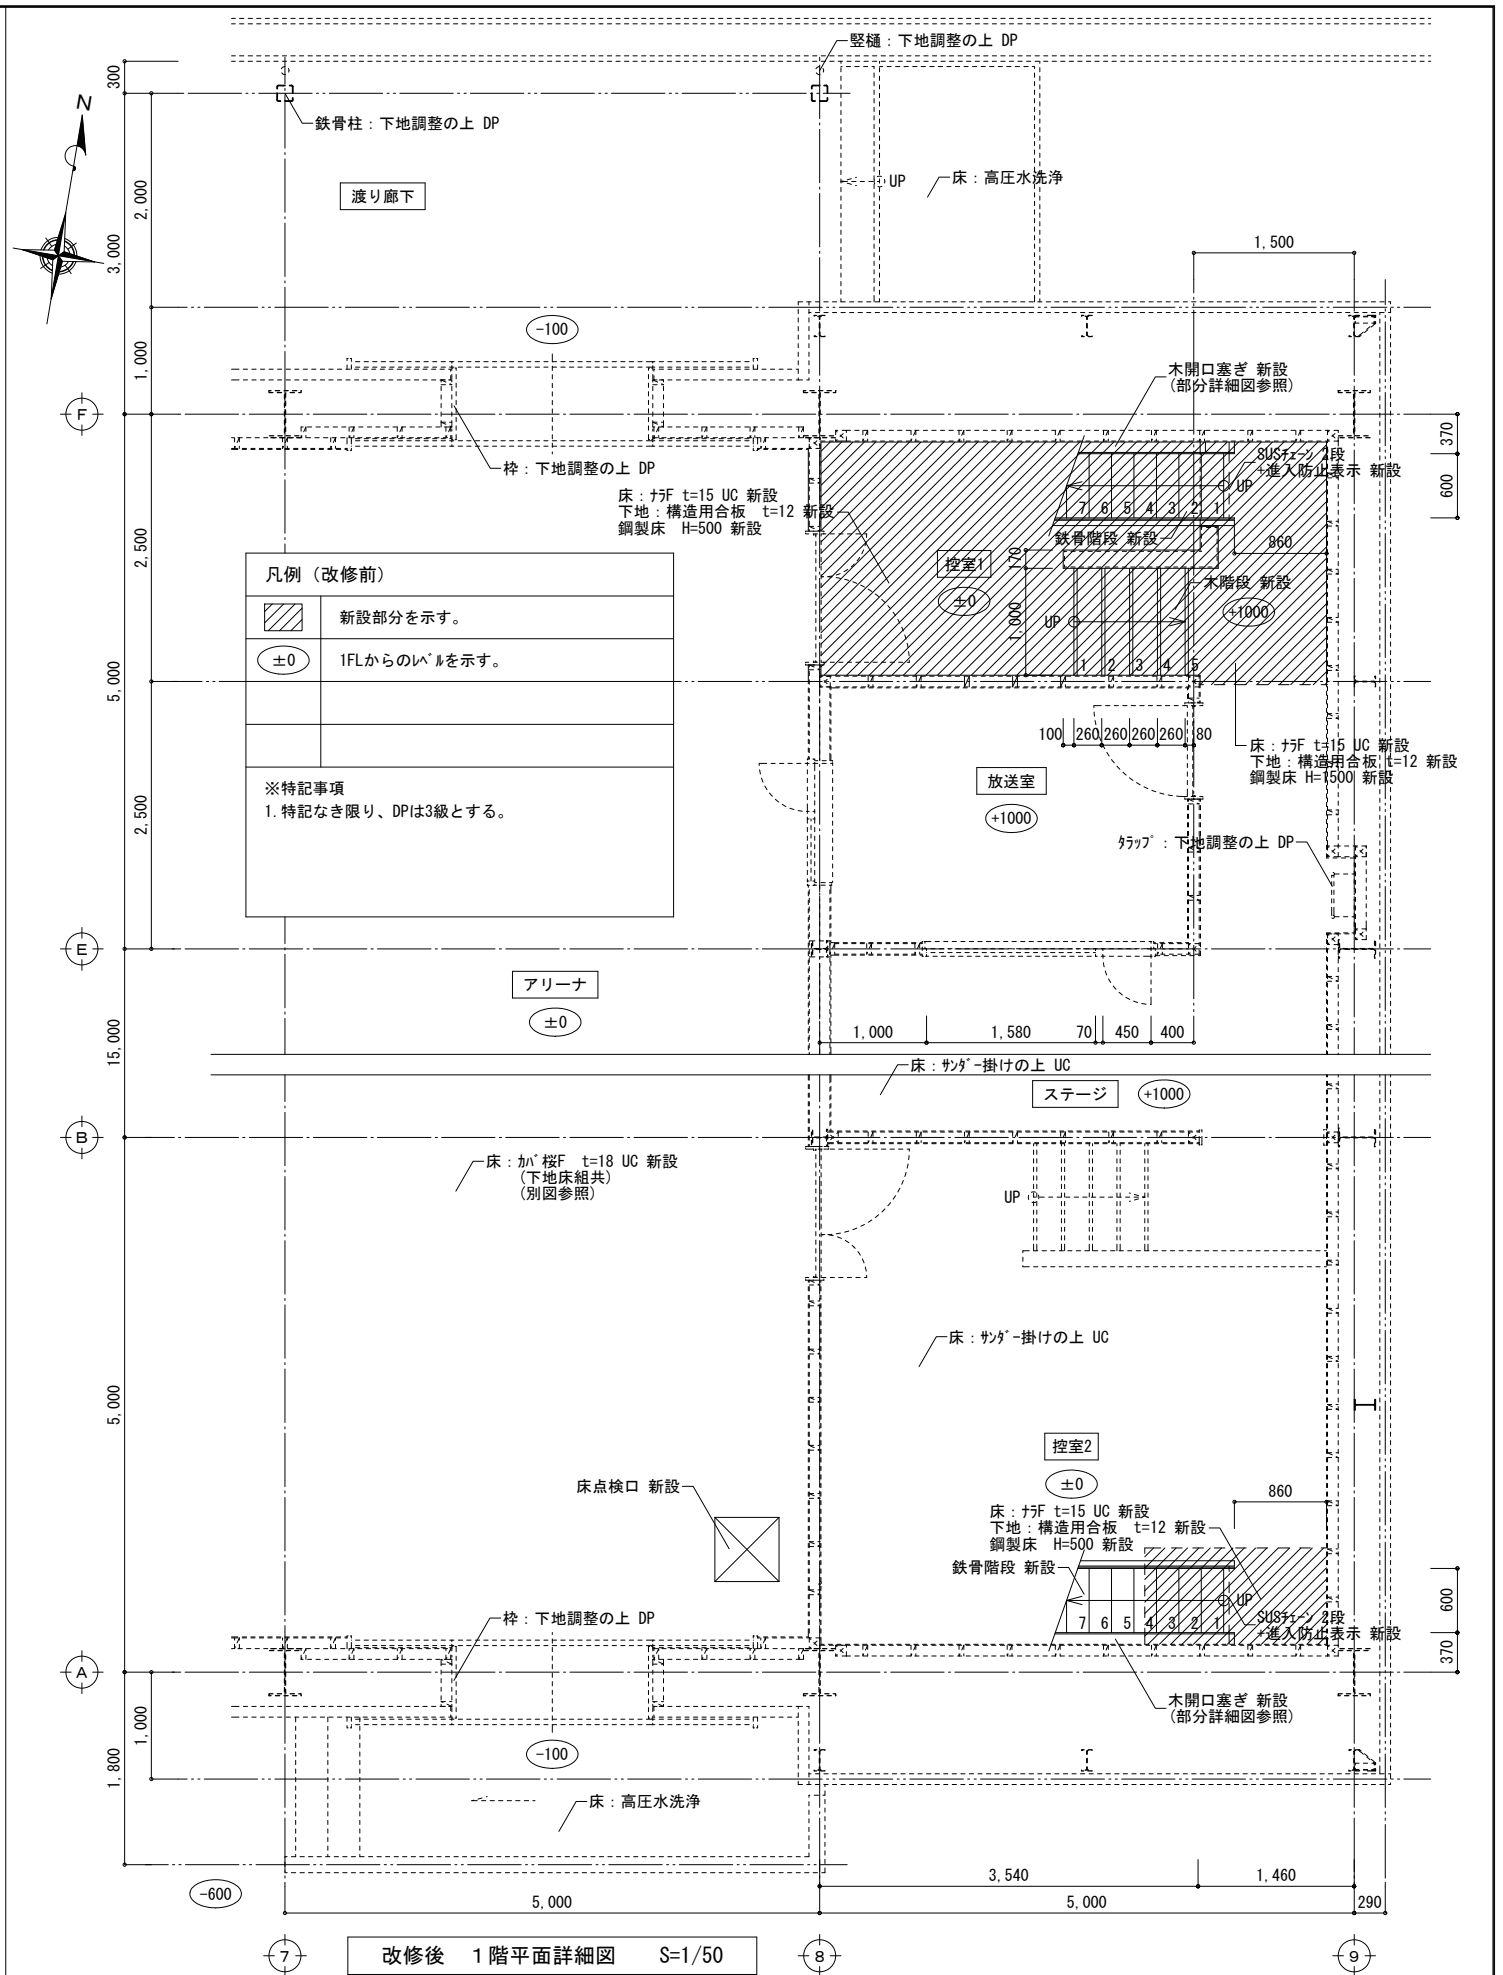 竪樋：下地調整の上 DP
300
N
鉄骨柱：下地調整の上 DP
2,000
3,000
渡り廊下
UP
床：高圧水洗浄
1,500
-100
1,000
木開口塞ぎ 新設
(部分詳細図参照)
F
370
枠：下地調整の上 DP
SUSﾁｪｰﾝ 2段
+進入防止表示 新設
UP
600
床：ﾅﾗF t=15 UC 新設
下地：構造用合板 t=12 新設
鋼製床 H=500 新設
7 6 5 4 3 2 1
鉄骨階段 新設
860
2,500
170
控室1
±0
木階段 新設
+1000
1,000
UP
1 2 3 4 5
凡例（改修前）
新設部分を示す。
±0
1FLからのﾚﾍﾞﾙを示す。
※特記事項
1.特記なき限り、DPは3級とする。
5,000
2,500
100 260 260 260 260 80
床：ﾅﾗF t=15 UC 新設
下地：構造用合板 t=12 新設
鋼製床 H=1500 新設
放送室
+1000
ﾀﾗｯﾌﾟ：下地調整の上 DP
E
アリーナ
±0
15,000
1,000 1,580 70 450 400
床：ｻﾝﾀﾞｰ掛けの上 UC
ステージ
+1000
B
床：ｶﾊﾞ桜F t=18 UC 新設
(下地床組共)
(別図参照)
UP
床：ｻﾝﾀﾞｰ掛けの上 UC
5,000
控室2
±0
床点検口 新設
860
床：ﾅﾗF t=15 UC 新設
下地：構造用合板 t=12 新設
鋼製床 H=500 新設
鉄骨階段 新設
UP
600
7 6 5 4 3 2 1
枠：下地調整の上 DP
SUSﾁｪｰﾝ 2段
+進入防止表示 新設
370
A
木開口塞ぎ 新設
(部分詳細図参照)
1,000
1,800
-100
床：高圧水洗浄
3,540 1,460
-600
5,000 5,000 290
7 8 9
改修後 1階平面詳細図 S=1/50